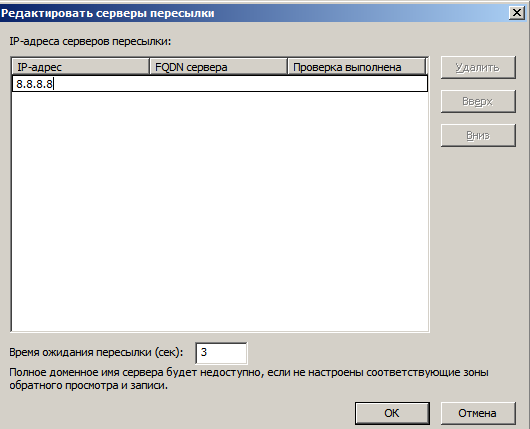 Редактировать серверы пересылки
IP-адреса серверов пересылки:
IP-адрес FQDN сервера Проверка выполнена
8.8.8.8
Удалить
Вверх
Вниз
Время ожидания пересылки (сек): 3
Полное доменное имя сервера будет недоступно, если не настроены соответствующие зоны
обратного просмотра и записи.
ОК Отмена